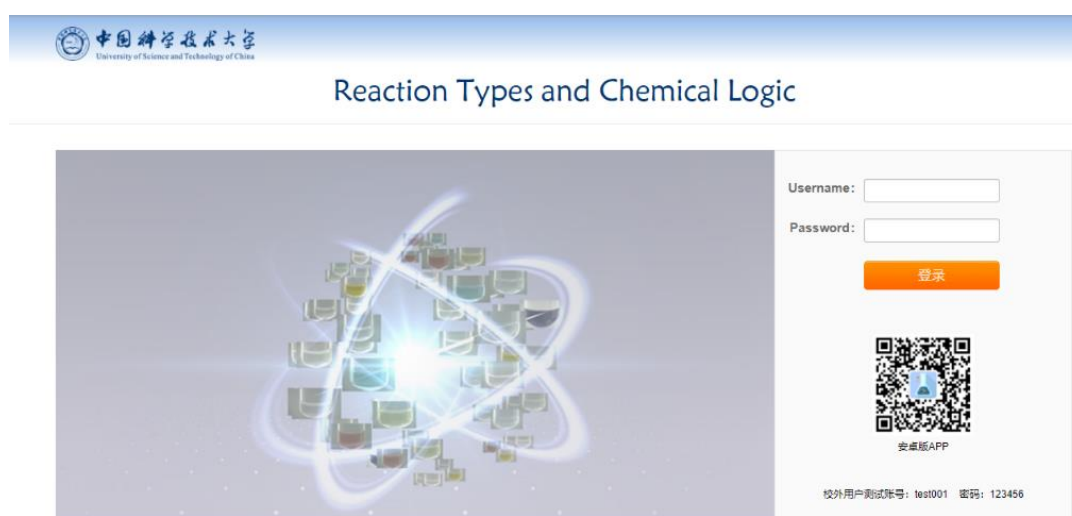 中国科学技术大学
University of Science and Technology of China
Reaction Types and Chemical Logic
Username:
Password:
登录
安卓版APP
校外用户测试账号：test001 密码：123456